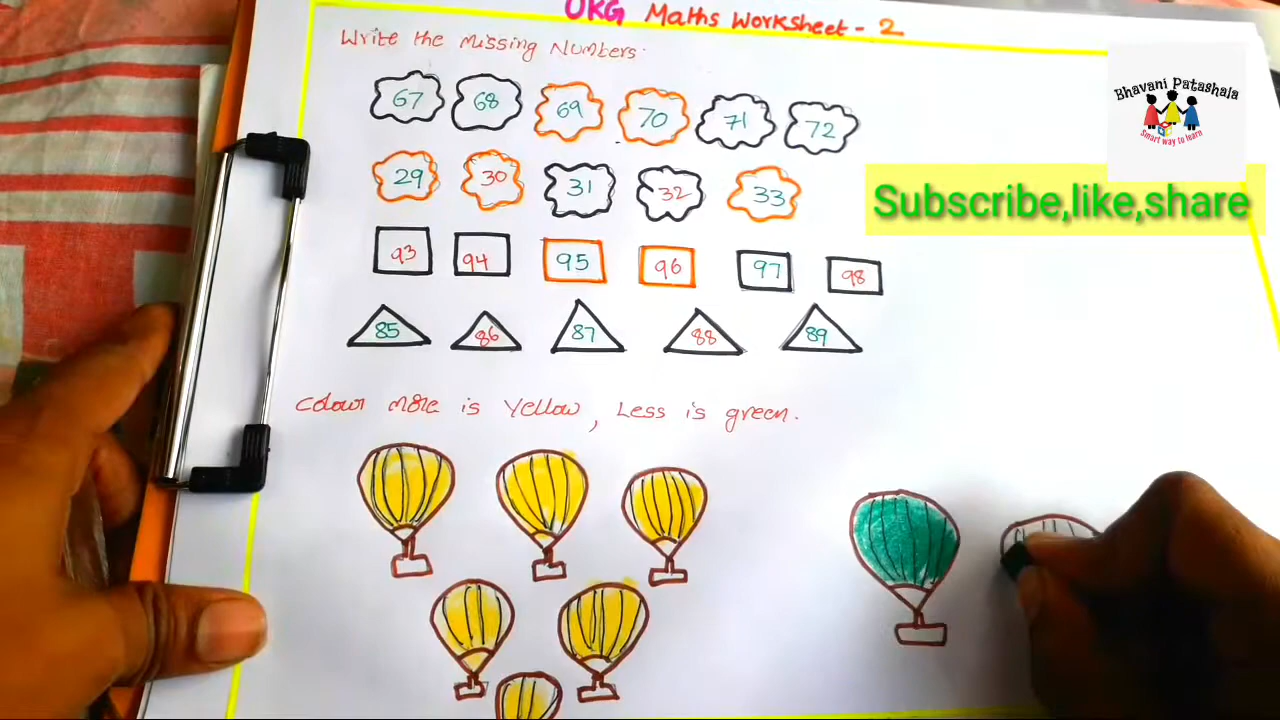 UKG Maths Worksheet - 2
Write the Missing Numbers.
67 68 69 70 71 72
29 30 31 32 33
93 94 95 96 97 98
85 86 87 88 89
Colour more is Yellow, Less is green.
Bhavani Patashala
Smart way to learn
Subscribe,like,share